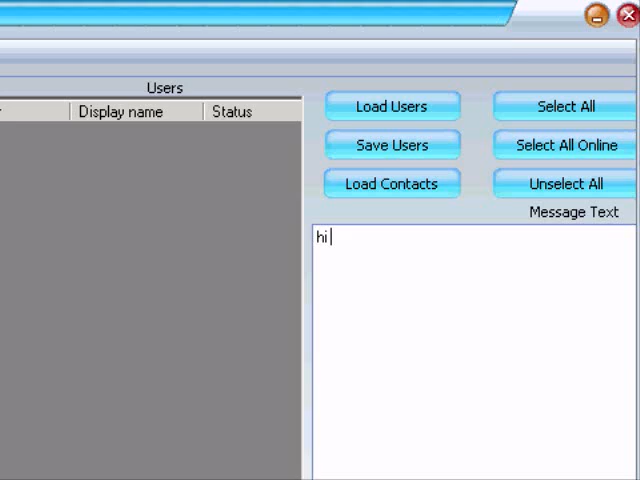 Users
Display name Status
Load Users Select All
Save Users Select All Online
Load Contacts Unselect All
Message Text
hi